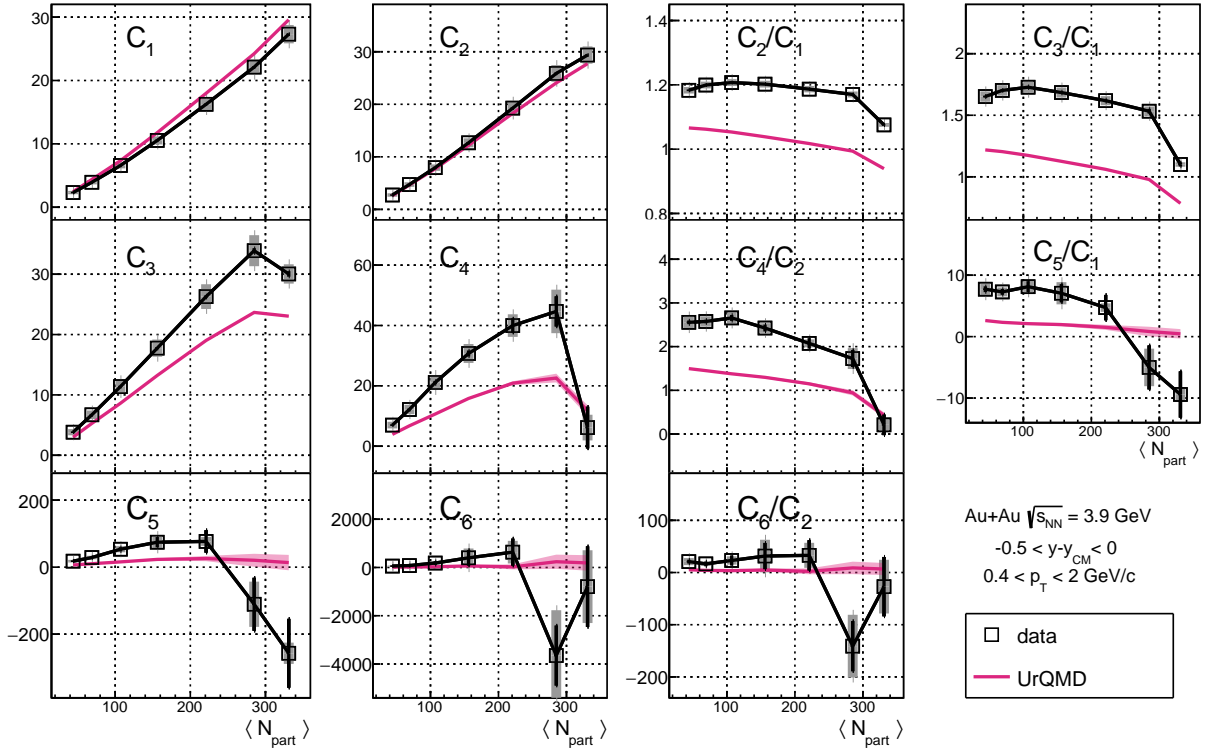 C1
30
20
10
0
C2
30
20
10
0
C2/C1
1.4
1.2
1
0.8
C3/C1
2
1.5
1
C3
30
20
10
0
C4
60
40
20
0
C4/C2
4
3
2
1
0
C5/C1
10
0
−10
100 200 300
⟨ Npart ⟩
C5
200
0
−200
100 200 300
⟨ Npart ⟩
C6
2000
0
−2000
−4000
100 200 300
⟨ Npart ⟩
C6/C2
100
0
−100
−200
100 200 300
⟨ Npart ⟩
Au+Au √sNN = 3.9 GeV
-0.5 < y-yCM < 0
0.4 < pT < 2 GeV/c
data
UrQMD